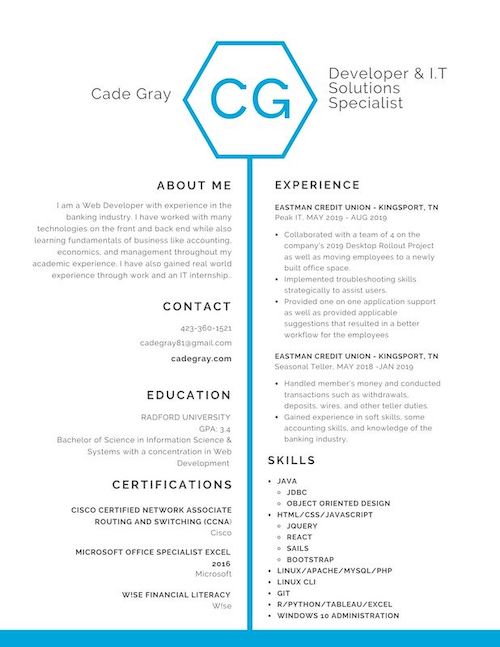 Cade Gray
CG
Developer & I.T
Solutions
Specialist
ABOUT ME
I am a Web Developer with experience in the
banking industry. I have worked with many
technologies on the front and back end while also
learning fundamentals of business like accounting,
economics, and management throughout my
academic experience. I have also gained real world
experience through work and an IT internship..
CONTACT
423-360-1521
cadegray81@gmail.com
cadegray.com
EDUCATION
RADFORD UNIVERSITY
GPA: 3.4
Bachelor of Science in Information Science &
Systems with a concentration in Web
Development
CERTIFICATIONS
CISCO CERTIFIED NETWORK ASSOCIATE
ROUTING AND SWITCHING (CCNA)
Cisco
MICROSOFT OFFICE SPECIALIST EXCEL
2016
Microsoft
W!SE FINANCIAL LITERACY
W!se
EXPERIENCE
EASTMAN CREDIT UNION - KINGSPORT, TN
Peak IT, MAY 2019 - AUG 2019
• Collaborated with a team of 4 on the
company's 2019 Desktop Rollout Project
as well as moving employees to a newly
built office space.
• Implemented troubleshooting skills
strategically to assist users.
• Provided one on one application support
as well as provided applicable
suggestions that resulted in a better
workflow for the employees
EASTMAN CREDIT UNION - KINGSPORT, TN
Seasonal Teller, MAY 2018 -JAN 2019
• Handled member's money and conducted
transactions such as withdrawals,
deposits, wires, and other teller duties.
• Gained experience in soft skills, some
accounting skills, and knowledge of the
banking industry.
SKILLS
• JAVA
○ JDBC
○ OBJECT ORIENTED DESIGN
• HTML/CSS/JAVASCRIPT
○ JQUERY
○ REACT
○ SAILS
○ BOOTSTRAP
• LINUX/APACHE/MYSQL/PHP
• LINUX CLI
• GIT
• R/PYTHON/TABLEAU/EXCEL
• WINDOWS 10 ADMINISTRATION